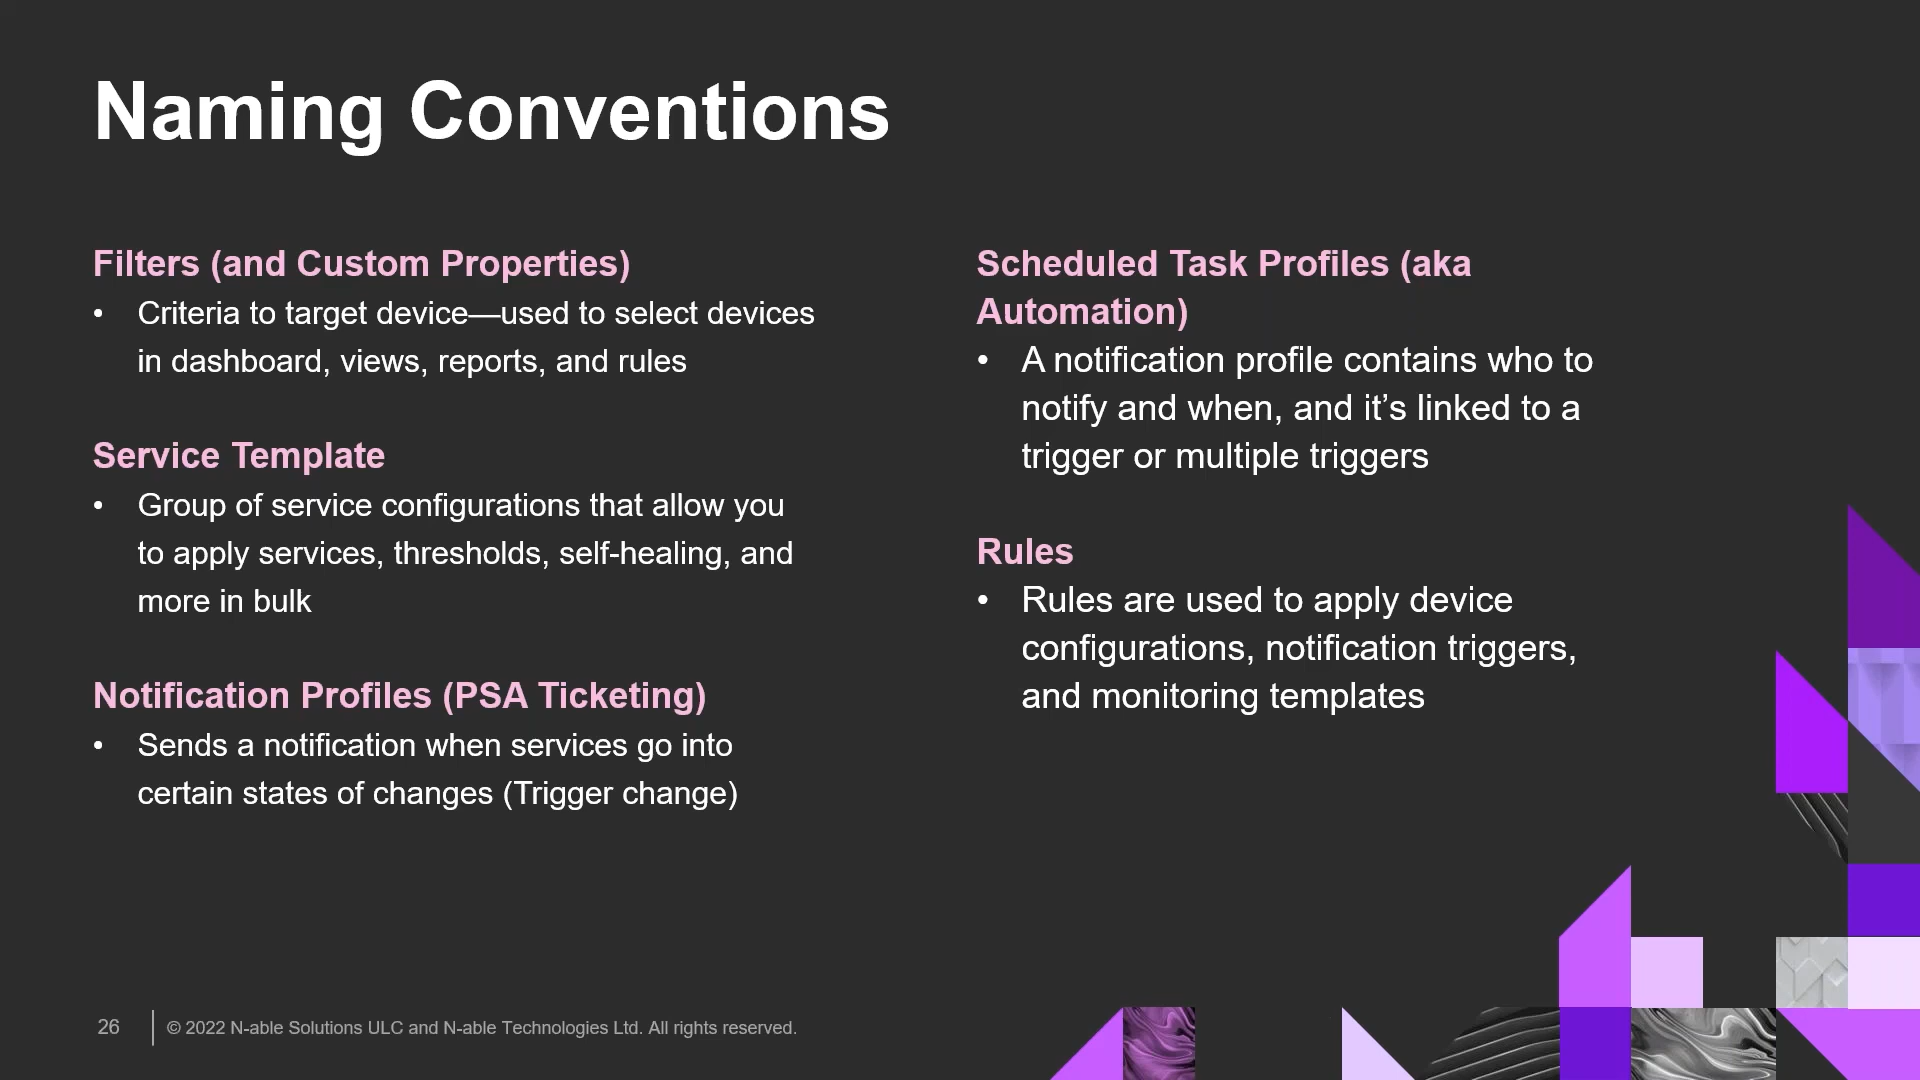 Naming Conventions
Filters (and Custom Properties)
• Criteria to target device—used to select devices
in dashboard, views, reports, and rules
Service Template
• Group of service configurations that allow you
to apply services, thresholds, self-healing, and
more in bulk
Notification Profiles (PSA Ticketing)
• Sends a notification when services go into
certain states of changes (Trigger change)
Scheduled Task Profiles (aka
Automation)
• A notification profile contains who to
notify and when, and it’s linked to a
trigger or multiple triggers
Rules
• Rules are used to apply device
configurations, notification triggers,
and monitoring templates
26
© 2022 N-able Solutions ULC and N-able Technologies Ltd. All rights reserved.